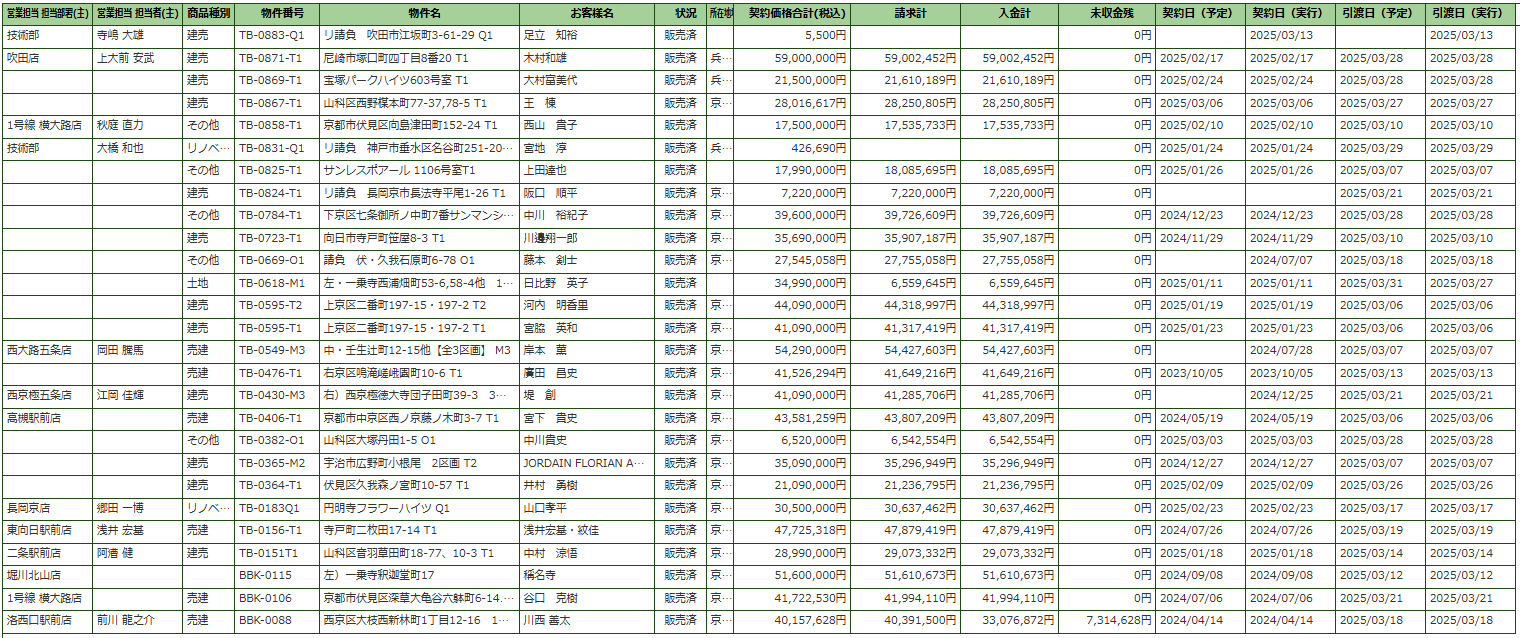 営業担当 担当部署(主) 営業担当 担当者(主) 商品種別 物件番号 物件名 お客様名 状況 所在地 契約価格合計(税込) 請求計 入金計 未収金残 契約日（予定） 契約日（実行） 引渡日（予定） 引渡日（実行）
技術部 寺嶋 大雄 建売 TB-0883-Q1 リ請負　吹田市江坂町3-61-29 Q1 足立　知裕 販売済 5,500円 0円 2025/03/13 2025/03/13
吹田店 上大前 安武 建売 TB-0871-T1 尼崎市塚口町四丁目8番20 T1 木村和雄 販売済 兵… 59,000,000円 59,002,452円 59,002,452円 0円 2025/02/17 2025/02/17 2025/03/28 2025/03/28
建売 TB-0869-T1 宝塚パークハイツ603号室 T1 大村富美代 販売済 兵… 21,500,000円 21,610,189円 21,610,189円 0円 2025/02/24 2025/02/24 2025/03/28 2025/03/28
建売 TB-0867-T1 山科区西野楳本町77-37,78-5 T1 王　棟 販売済 京… 28,016,617円 28,250,805円 28,250,805円 0円 2025/03/06 2025/03/06 2025/03/27 2025/03/27
1号線 横大路店 秋庭 直力 その他 TB-0858-T1 京都市伏見区向島津田町152-24 T1 西山　貴子 販売済 17,500,000円 17,535,733円 17,535,733円 0円 2025/02/10 2025/02/10 2025/03/10 2025/03/10
技術部 大橋 和也 リノベ… TB-0831-Q1 リ請負　神戸市垂水区名谷町251-20… 宮地　淳 販売済 兵… 426,690円 0円 2025/01/24 2025/01/24 2025/03/29 2025/03/29
その他 TB-0825-T1 サンレスポアール 1106号室T1 上田達也 販売済 17,990,000円 18,085,695円 18,085,695円 0円 2025/01/26 2025/01/26 2025/03/07 2025/03/07
建売 TB-0824-T1 リ請負　長岡京市長法寺平尾1-26 T1 阪口　順平 販売済 京… 7,220,000円 7,220,000円 7,220,000円 0円 2025/03/21 2025/03/21
その他 TB-0784-T1 下京区七条御所ノ中町7番サンマンシ… 中川　裕紀子 販売済 京… 39,600,000円 39,726,609円 39,726,609円 0円 2024/12/23 2024/12/23 2025/03/28 2025/03/28
建売 TB-0723-T1 向日市寺戸町笹屋8-3 T1 川邉翔一郎 販売済 京… 35,690,000円 35,907,187円 35,907,187円 0円 2024/11/29 2024/11/29 2025/03/10 2025/03/10
その他 TB-0669-O1 請負　伏・久我石原町6-78 O1 藤本　剣士 販売済 27,545,058円 27,755,058円 27,755,058円 0円 2024/07/07 2025/03/18 2025/03/18
土地 TB-0618-M1 左・一乗寺西浦畑町53-6,58-4他　1… 日比野　英子 販売済 34,990,000円 6,559,645円 6,559,645円 0円 2025/01/11 2025/01/11 2025/03/31 2025/03/27
建売 TB-0595-T2 上京区二番町197-15・197-2 T2 河内　明香里 販売済 京… 44,090,000円 44,318,997円 44,318,997円 0円 2025/01/19 2025/01/19 2025/03/06 2025/03/06
建売 TB-0595-T1 上京区二番町197-15・197-2 T1 宮脇　英和 販売済 京… 41,090,000円 41,317,419円 41,317,419円 0円 2025/01/23 2025/01/23 2025/03/06 2025/03/06
西大路五条店 岡田 騰馬 売建 TB-0549-M3 中・壬生辻町12-15他【全3区画】 M3 岸本　薫 販売済 54,290,000円 54,427,603円 54,427,603円 0円 2024/07/28 2025/03/07 2025/03/07
売建 TB-0476-T1 右京区鳴滝嵯峨園町10-6 T1 廣田　昌史 販売済 京… 41,526,294円 41,649,216円 41,649,216円 0円 2023/10/05 2023/10/05 2025/03/13 2025/03/13
西京極五条店 江岡 佳輝 建売 TB-0430-M3 右）西京極徳大寺団子田町39-3　3… 堤　創 販売済 京… 41,090,000円 41,285,706円 41,285,706円 0円 2024/12/25 2025/03/21 2025/03/21
高槻駅前店 売建 TB-0406-T1 京都市中京区西ノ京藤ノ木町3-7 T1 宮下　貴史 販売済 京… 43,581,259円 43,807,209円 43,807,209円 0円 2024/05/19 2024/05/19 2025/03/06 2025/03/06
その他 TB-0382-O1 山科区大塚丹田1-5 O1 中川貴史 販売済 京… 6,520,000円 6,542,554円 6,542,554円 0円 2024/03/03 2024/03/03 2025/03/28 2025/03/28
建売 TB-0365-M2 宇治市広野町小根尾　2区画 T2 JORDAIN FLORIAN A… 販売済 京… 35,090,000円 35,296,949円 35,296,949円 0円 2024/12/27 2024/12/27 2025/03/07 2025/03/07
建売 TB-0364-T1 伏見区久我森ノ宮町10-57 T1 井村　勇樹 販売済 京… 21,090,000円 21,236,795円 21,236,795円 0円 2025/02/09 2025/02/09 2025/03/26 2025/03/26
長岡京店 郷田 一博 リノベ… TB-0183Q1 円明寺フラワーハイツ Q1 山口孝平 販売済 京… 30,500,000円 30,637,462円 30,637,462円 0円 2025/02/23 2025/02/23 2025/03/17 2025/03/17
東向日駅前店 浅井 宏基 売建 TB-0156-T1 寺戸町二枚田17-14 T1 浅井宏基・紋佳 販売済 京… 47,725,318円 47,879,419円 47,879,419円 0円 2024/07/26 2024/07/26 2025/03/19 2025/03/19
二条駅前店 阿潘 健 建売 TB-0151T1 山科区音羽草田町18-77、10-3 T1 中村　涼悟 販売済 京… 28,990,000円 29,073,332円 29,073,332円 0円 2025/01/18 2025/01/18 2025/03/14 2025/03/14
堀川北山店 BBK-0115 左）一乗寺釈迦堂町17 稱名寺 販売済 京… 51,600,000円 51,610,673円 51,610,673円 0円 2024/09/08 2024/09/08 2025/03/12 2025/03/12
1号線 横大路店 売建 BBK-0106 京都市伏見区深草大亀谷六躰町6-14.… 谷口　克樹 販売済 京… 41,722,530円 41,994,110円 41,994,110円 0円 2024/07/06 2024/07/06 2025/03/21 2025/03/21
洛西口駅前店 前川 龍之介 売建 BBK-0088 西京区大枝西新林町1丁目12-16　1… 川西 善太 販売済 京… 40,157,628円 40,391,500円 33,076,872円 7,314,628円 2024/04/14 2024/04/14 2025/03/18 2025/03/18